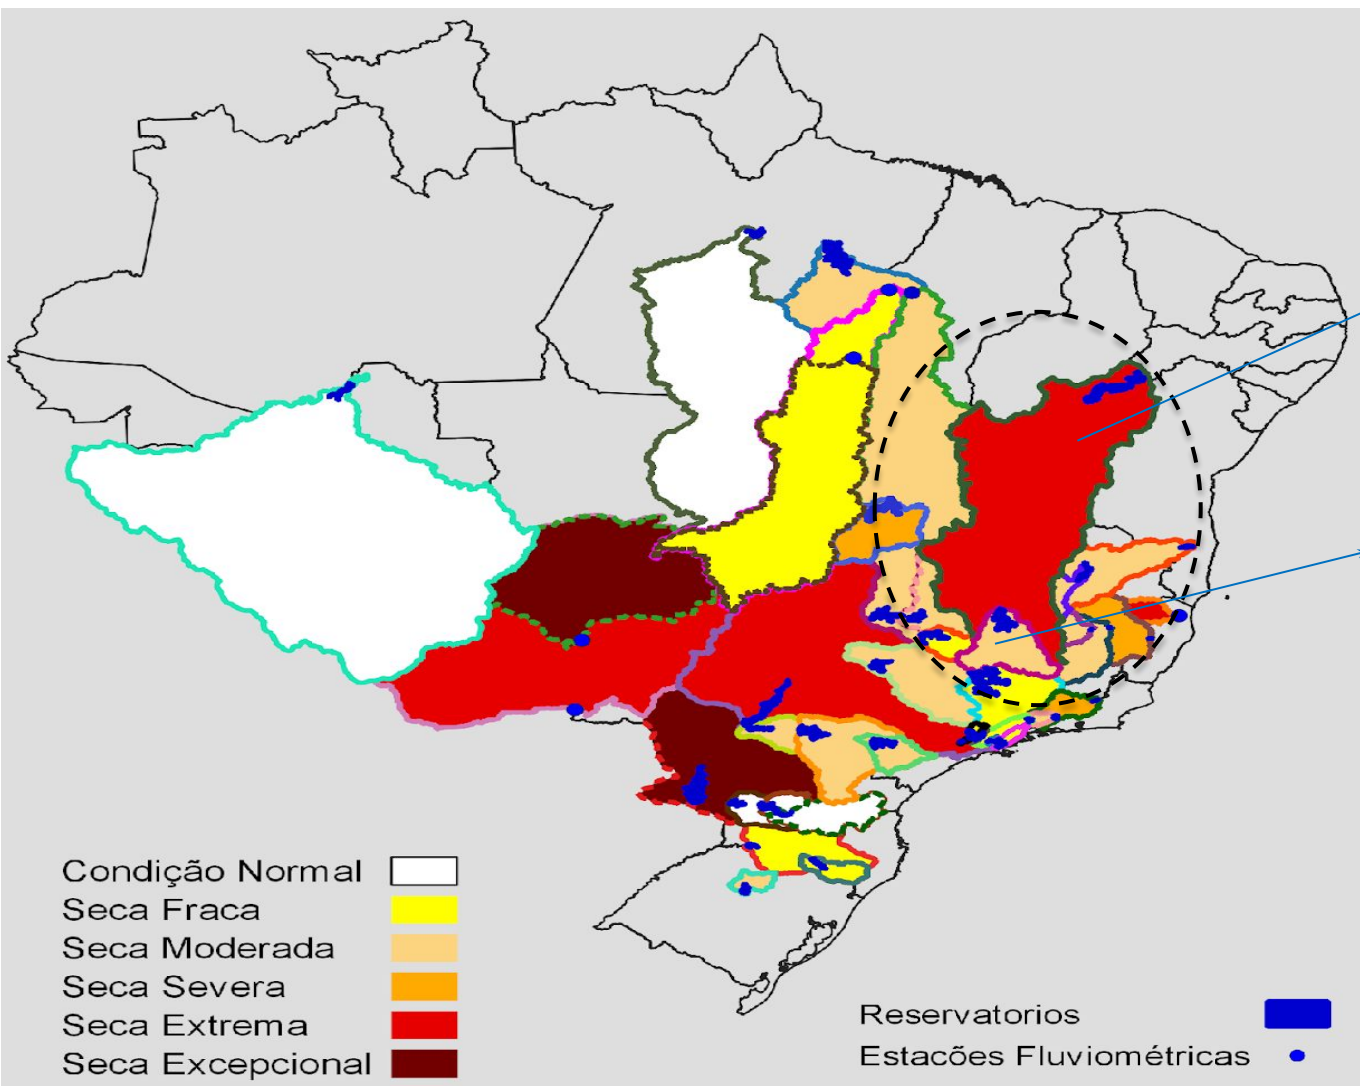 Condição Normal
Seca Fraca
Seca Moderada
Seca Severa
Seca Extrema
Seca Excepcional
Reservatorios
Estacões Fluviométricas